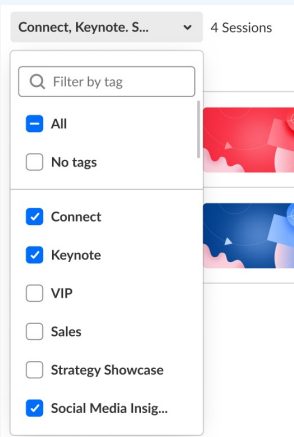 Connect, Keynote. S... 4 Sessions
Filter by tag
All
No tags
Connect
Keynote
VIP
Sales
Strategy Showcase
Social Media Insig...